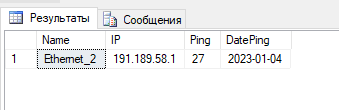 Результаты Сообщения
Name IP Ping DatePing
1 Ethernet_2 191.189.58.1 27 2023-01-04